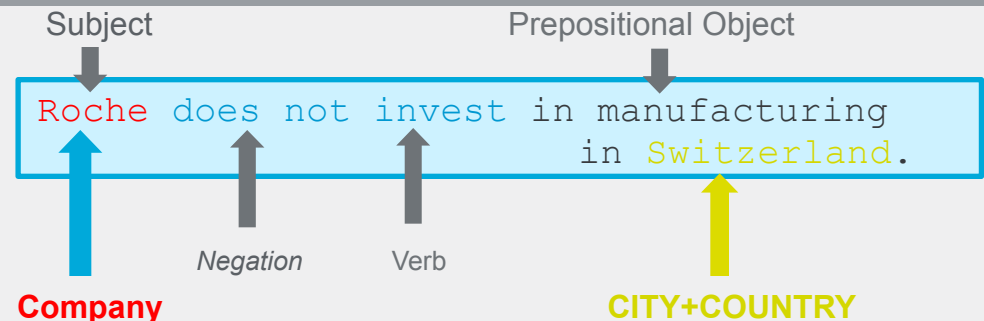 Subject Prepositional Object
Roche does not invest in manufacturing
in Switzerland.
Negation Verb
Company CITY+COUNTRY